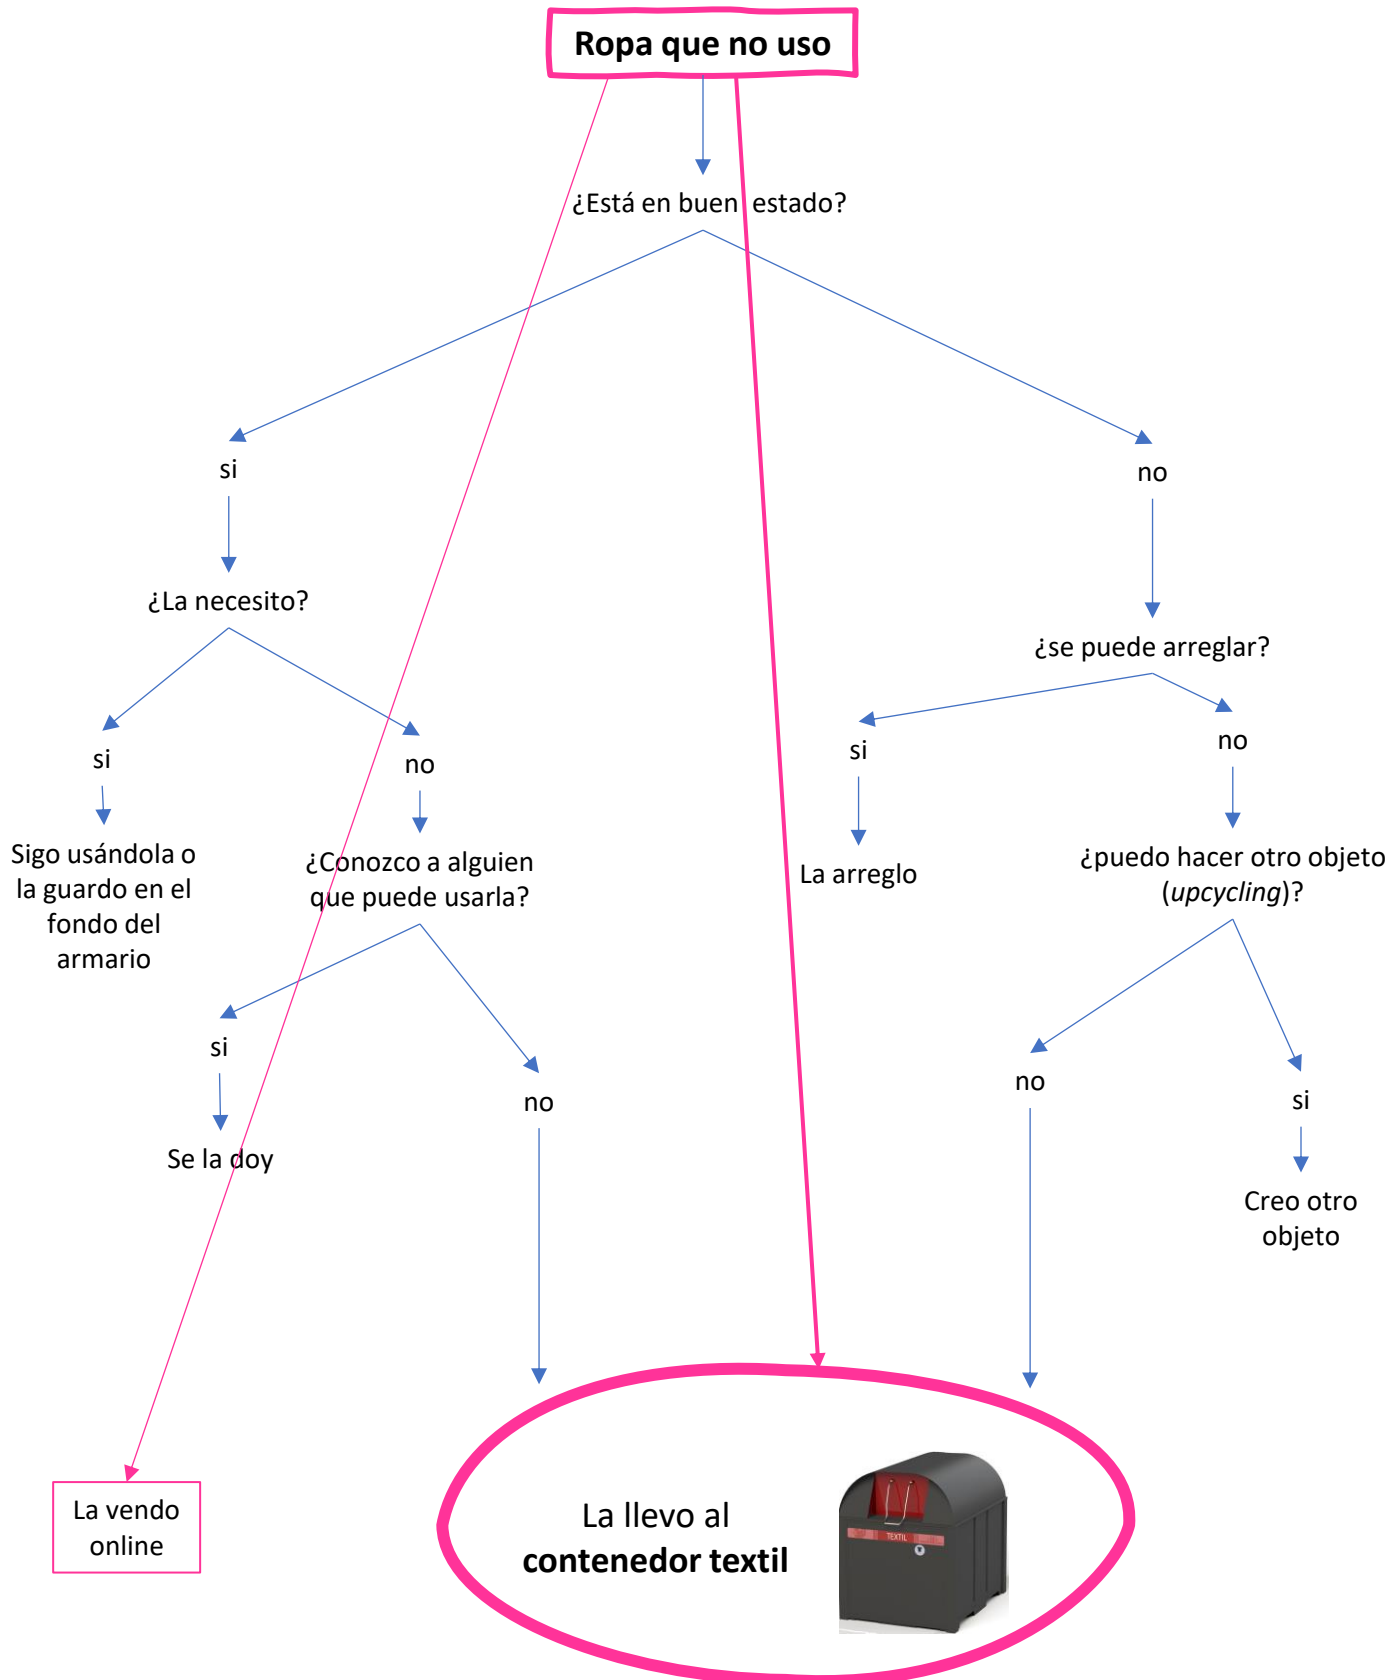 Ropa que no uso
¿Está en buen estado?
si
no
¿La necesito?
¿se puede arreglar?
si
no
si
no
Sigo usándola o
la guardo en el
fondo del
armario
¿Conozco a alguien
que puede usarla?
La arreglo
¿puedo hacer otro objeto
(upcycling)?
si
no
no
si
Se la doy
Creo otro
objeto
La vendo
online
La llevo al
contenedor textil
TEXTIL